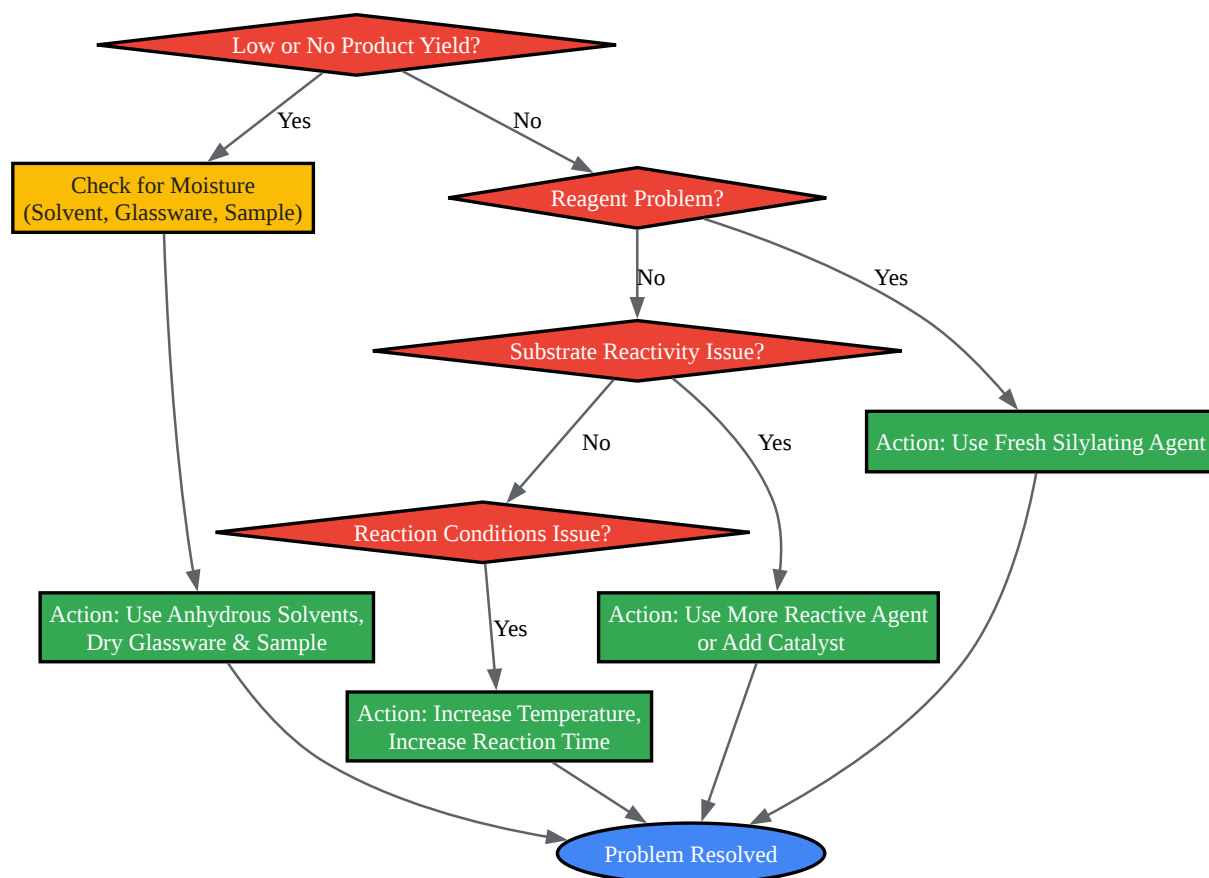 Low or No Product Yield?
Yes
No
Check for Moisture
(Solvent, Glassware, Sample)
Reagent Problem?
No
Yes
Substrate Reactivity Issue?
No
Yes
Action: Use Fresh Silylating Agent
Reaction Conditions Issue?
Action: Use Anhydrous Solvents,
Dry Glassware & Sample
Yes
Action: Use More Reactive Agent
or Add Catalyst
Action: Increase Temperature,
Increase Reaction Time
Problem Resolved